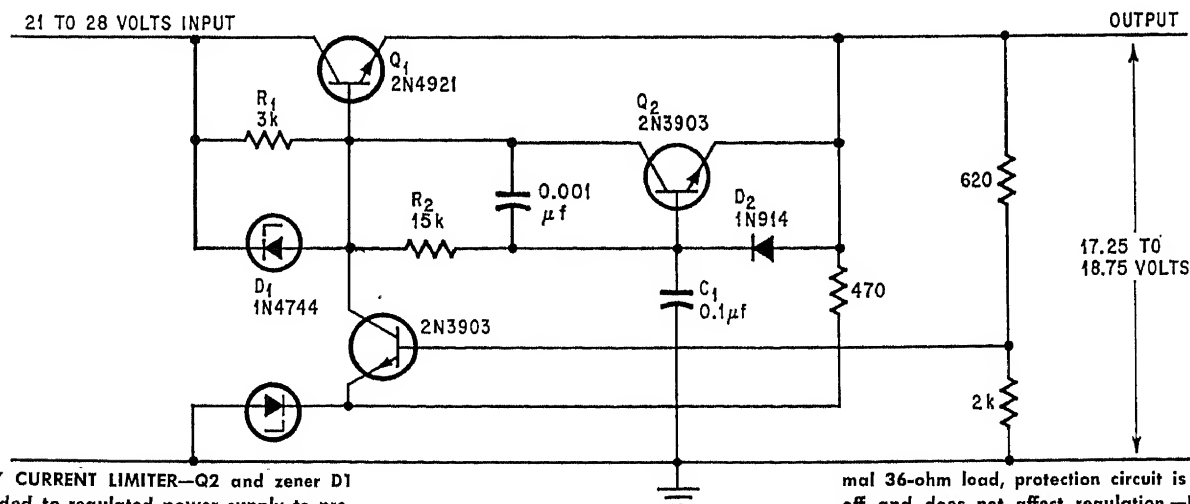 21 TO 28 VOLTS INPUT
OUTPUT
Q1
2N4921
R1
3k
Q2
2N3903
0.001
μf
R2
15k
D2
1N914
620
17.25 TO
18.75 VOLTS
D1
1N4744
C1
0.1μf
470
2N3903
2k
CURRENT LIMITER—Q2 and zener D1
to regulated power supply to
mal 36-ohm load, protection circuit is
off and does not affect regulation.